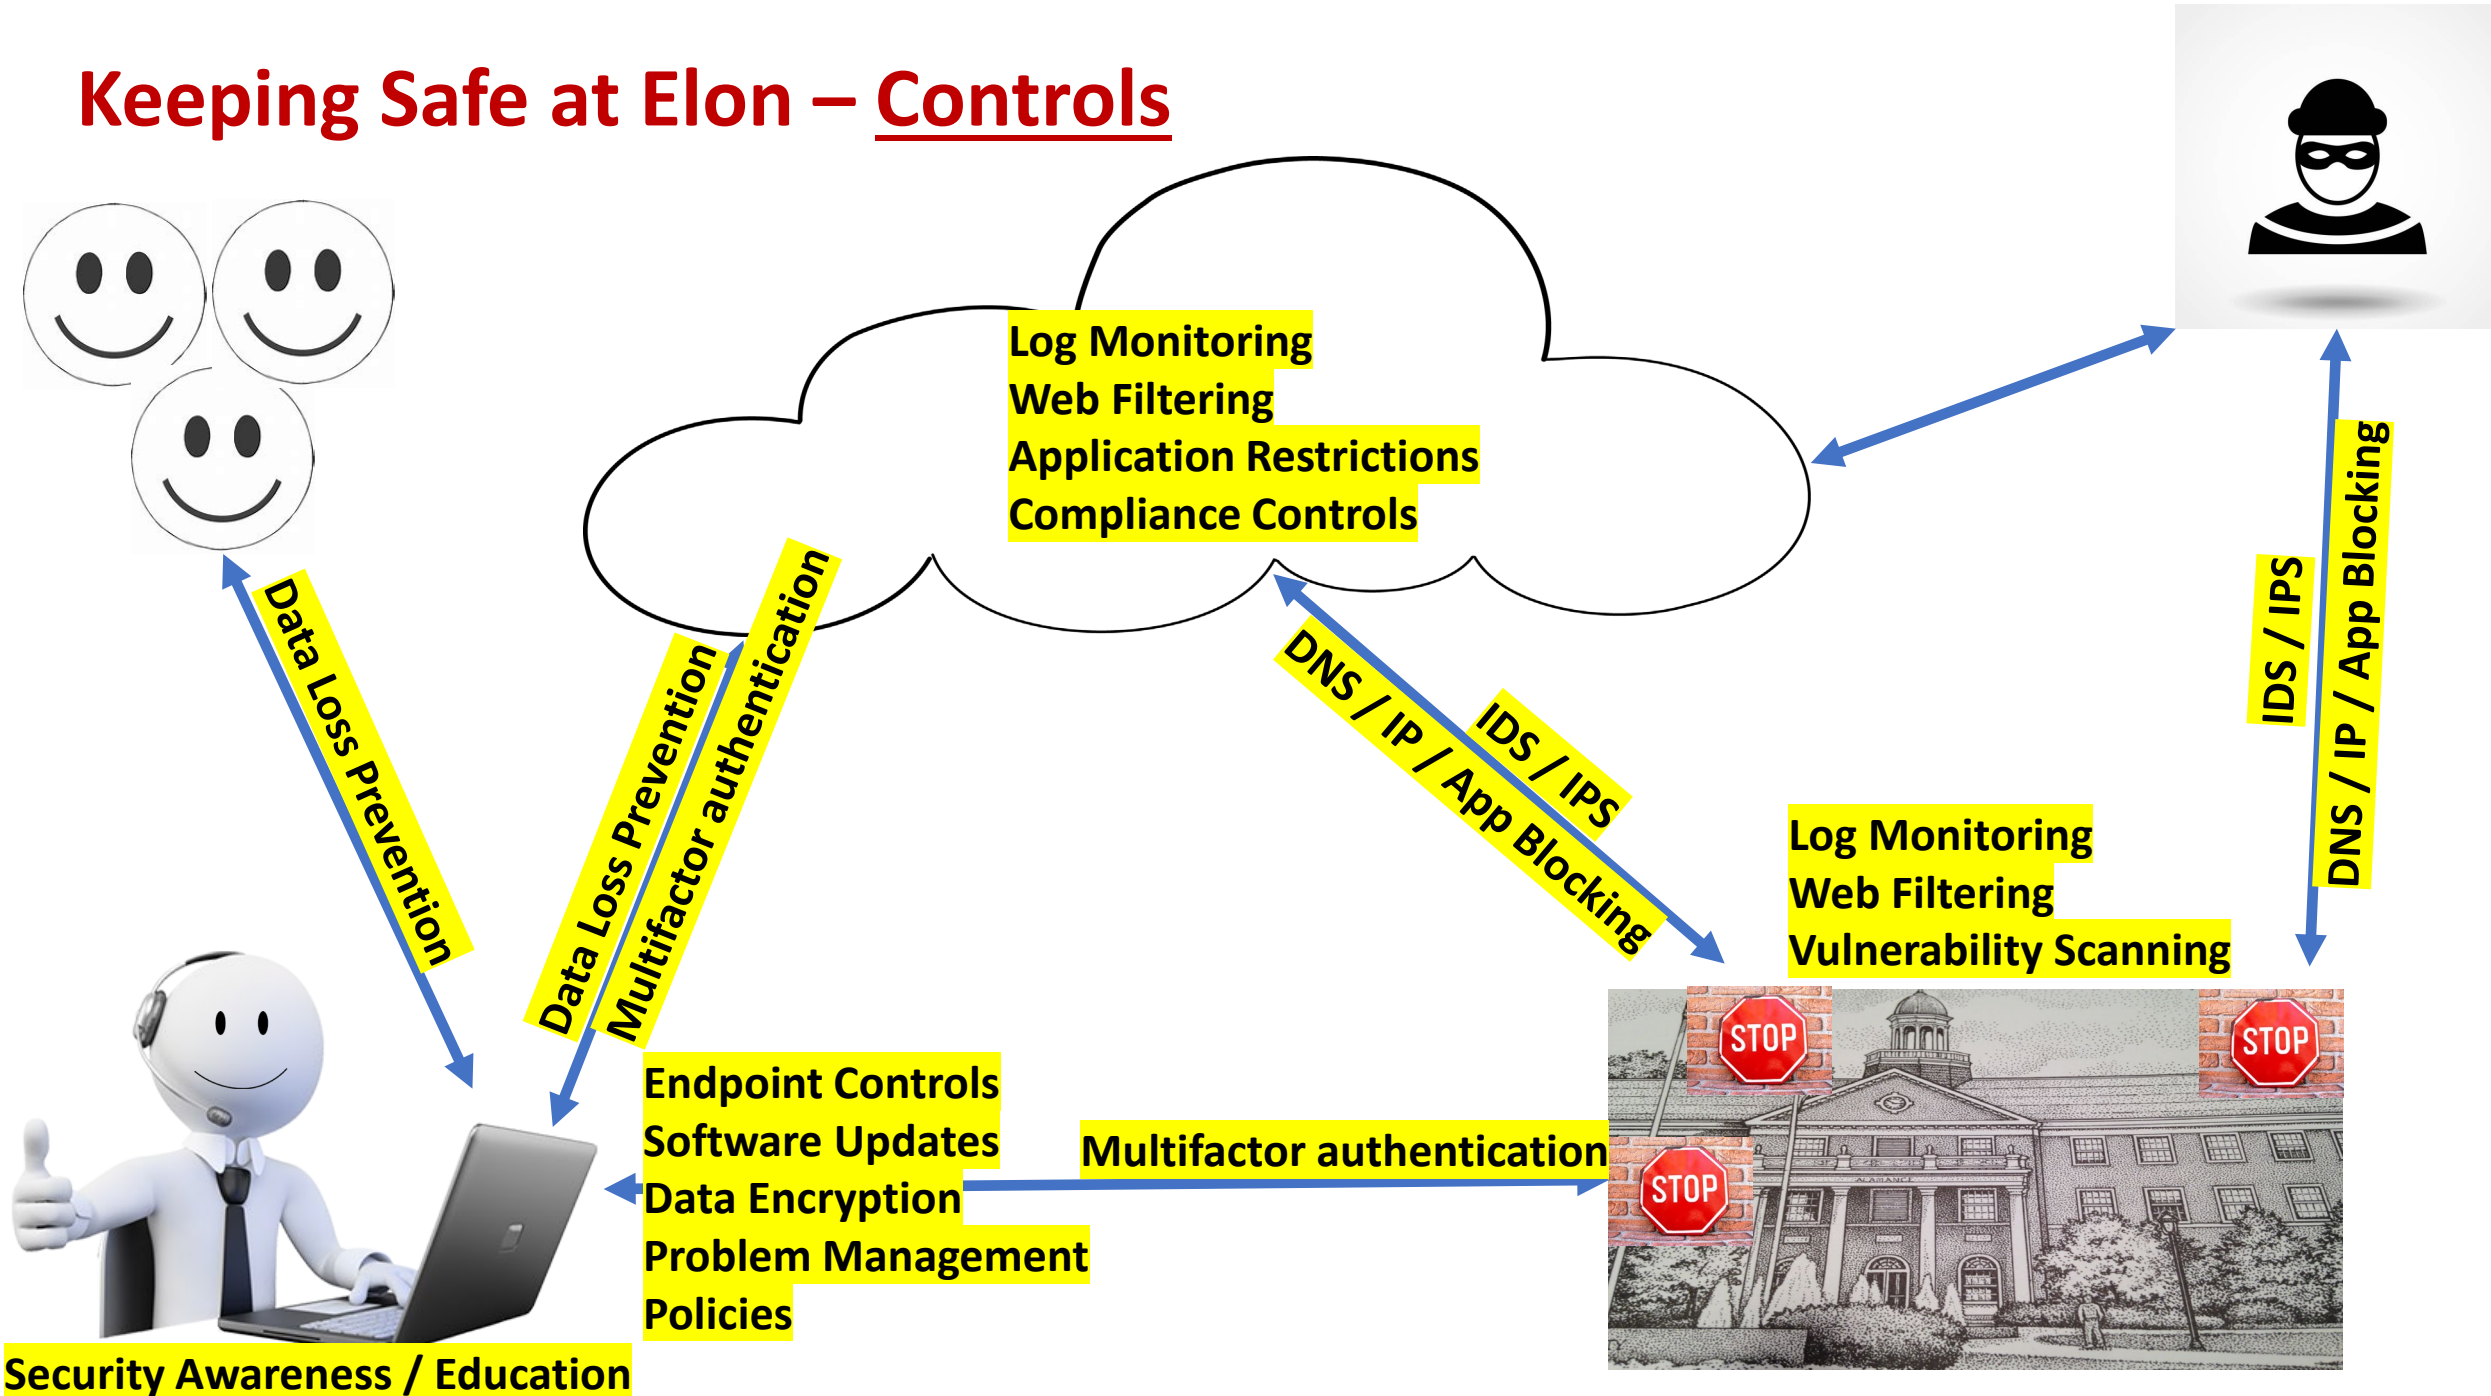 Keeping Safe at Elon – Controls
Log Monitoring
Web Filtering
Application Restrictions
Compliance Controls
Data Loss Prevention
Data Loss Prevention
Multifactor authentication
DNS / IP / App Blocking
IDS / IPS
IDS / IPS
DNS / IP / App Blocking
Log Monitoring
Web Filtering
Vulnerability Scanning
Endpoint Controls
Software Updates
Data Encryption
Problem Management
Policies
Multifactor authentication
STOP
STOP
STOP
ALAMANCE
Security Awareness / Education